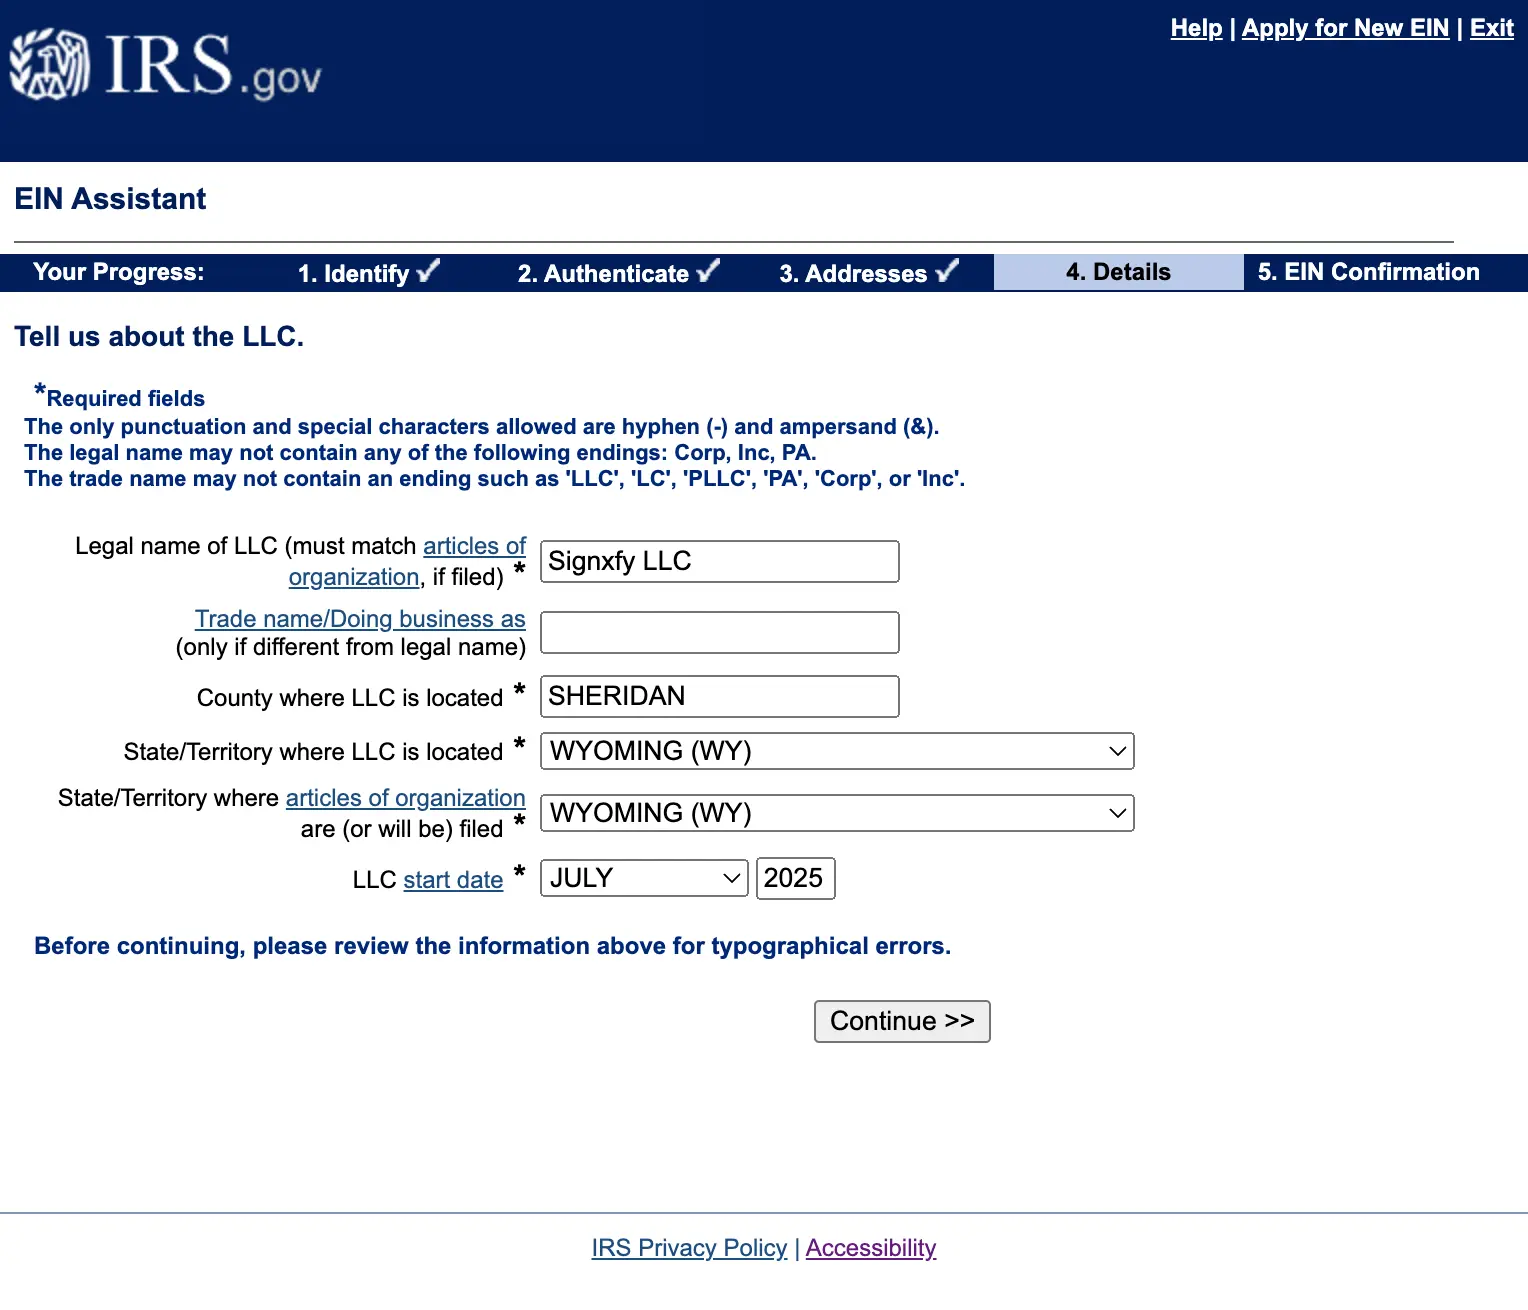 Help | Apply for New EIN | Exit
IRS.gov
EIN Assistant
Your Progress: 1. Identify ✓ 2. Authenticate ✓ 3. Addresses ✓ 4. Details 5. EIN Confirmation
Tell us about the LLC.
*Required fields
The only punctuation and special characters allowed are hyphen (-) and ampersand (&).
The legal name may not contain any of the following endings: Corp, Inc, PA.
The trade name may not contain an ending such as 'LLC', 'LC', 'PLLC', 'PA', 'Corp', or 'Inc'.
Legal name of LLC (must match articles of
organization, if filed) * Signxfy LLC
Trade name/Doing business as
(only if different from legal name)
County where LLC is located * SHERIDAN
State/Territory where LLC is located * WYOMING (WY)
State/Territory where articles of organization
are (or will be) filed * WYOMING (WY)
LLC start date * JULY 2025
Before continuing, please review the information above for typographical errors.
Continue >>
IRS Privacy Policy | Accessibility